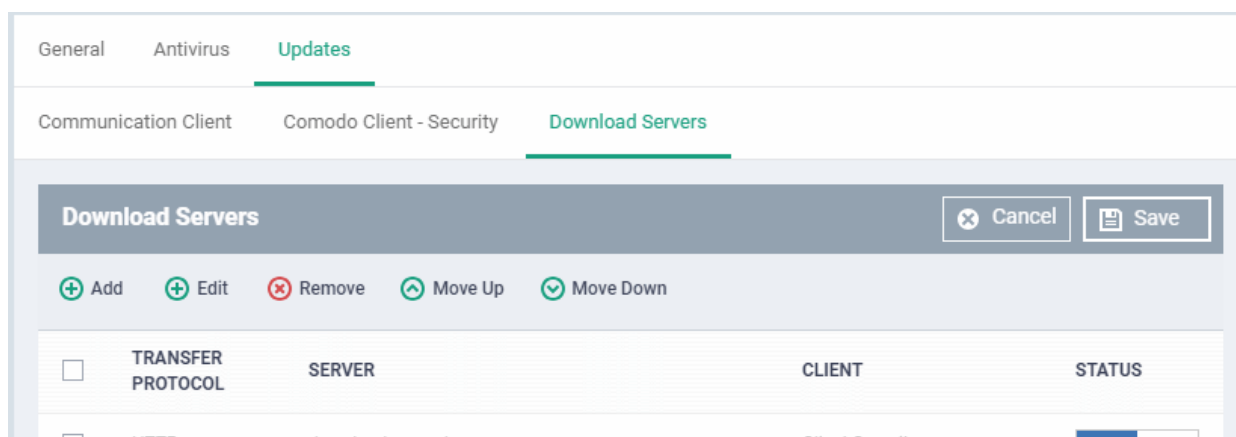 General Antivirus Updates
Communication Client Comodo Client - Security Download Servers
Download Servers Cancel Save
Add Edit Remove Move Up Move Down
TRANSFER PROTOCOL SERVER CLIENT STATUS